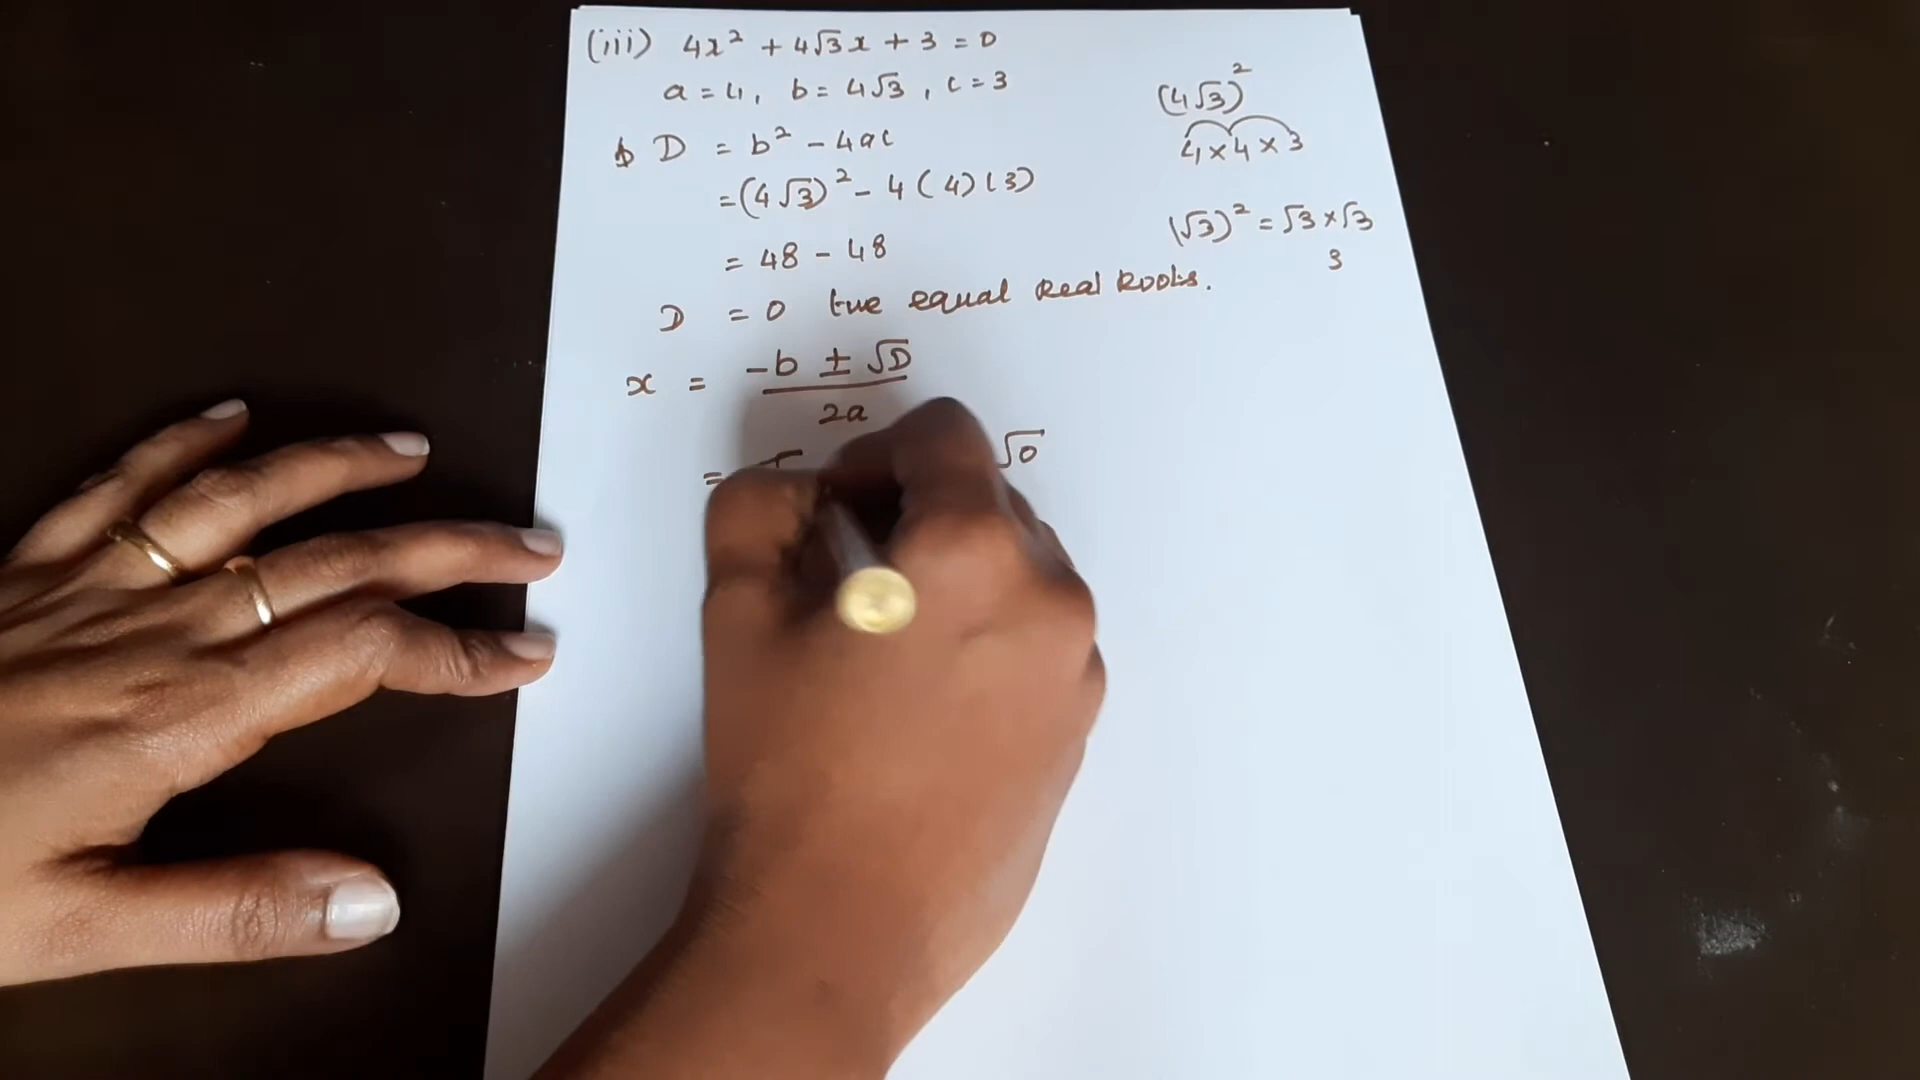 (iii) 4x² + 4√3x + 3 = 0
a = 4, b = 4√3, c = 3
D = b² - 4ac
= (4√3)² - 4(4)(3)
= 48 - 48
D = 0 two equal Real Roots.
x = -b ± √D
2a
= √0
(4√3)²
4×4×3
(√3)² = √3×√3
3